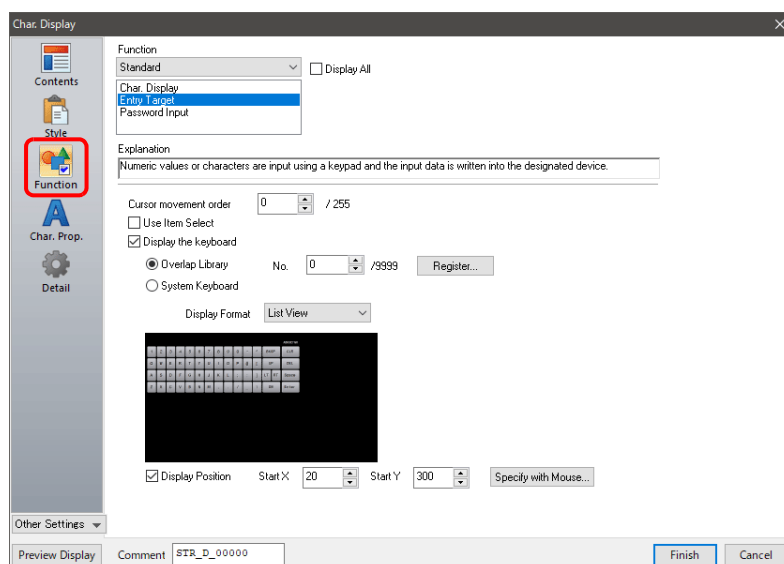 Char. Display
Contents
Style
Function
Char. Prop.
Detail
Other Settings
Preview Display
Function
Standard
Display All
Char. Display
Entry Target
Password Input
Explanation
Numeric values or characters are input using a keypad and the input data is written into the designated device.
Cursor movement order 0 / 255
Use Item Select
Display the keyboard
Overlap Library No. 0 /9999 Register...
System Keyboard
Display Format List View
Display Position Start X 20 Start Y 300 Specify with Mouse...
Comment STR_D_00000 Finish Cancel